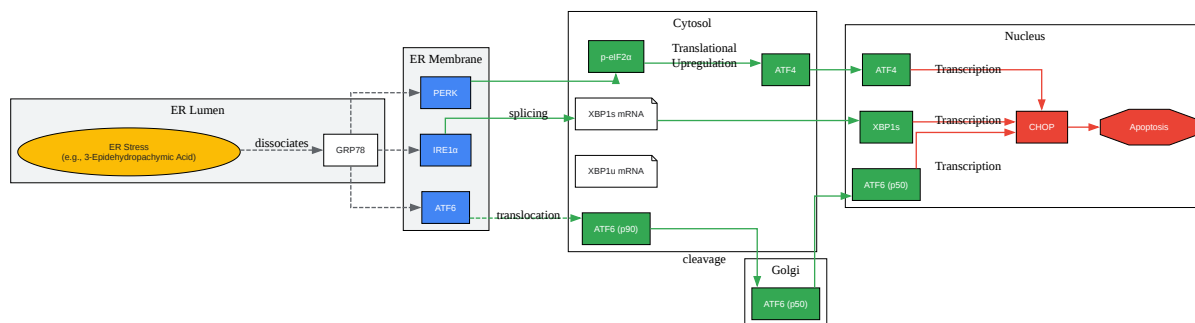 ER Lumen
ER Stress
(e.g., 3-Epidehydropachymic Acid)
dissociates
GRP78
ER Membrane
PERK
IRE1α
ATF6
splicing
translocation
Cytosol
p-eIF2α
Translational
Upregulation
ATF4
XBP1s mRNA
XBP1u mRNA
ATF6 (p90)
cleavage
Golgi
ATF6 (p50)
Nucleus
ATF4
Transcription
XBP1s
Transcription
CHOP
Apoptosis
ATF6 (p50)
Transcription